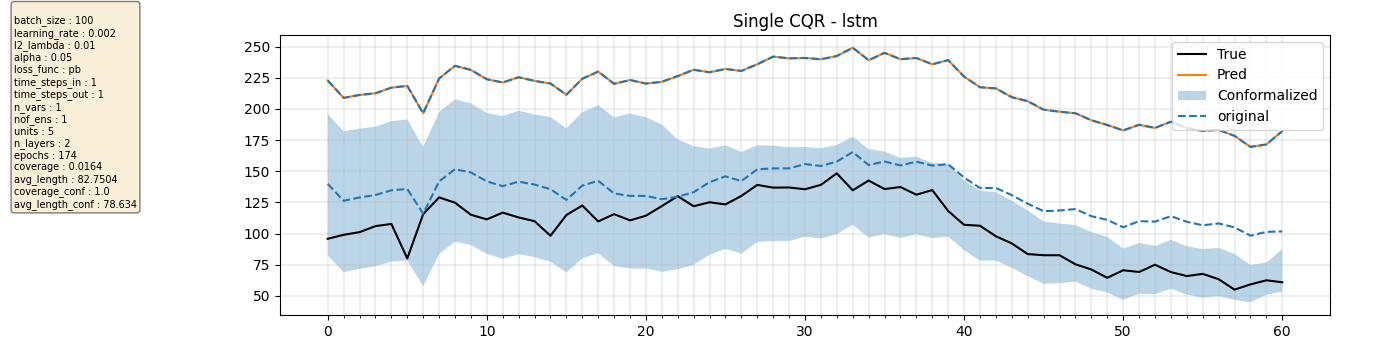 batch_size : 100
learning_rate : 0.002
l2_lambda : 0.01
alpha : 0.05
loss_func : pb
time_steps_in : 1
time_steps_out : 1
n_vars : 1
nof_ens : 1
units : 5
n_layers : 2
epochs : 174
coverage : 0.0164
avg_length : 82.7504
coverage_conf : 1.0
avg_length_conf : 78.634
Single CQR - lstm
250
225
200
175
150
125
100
75
50
True
Pred
Conformalized
original
0 10 20 30 40 50 60